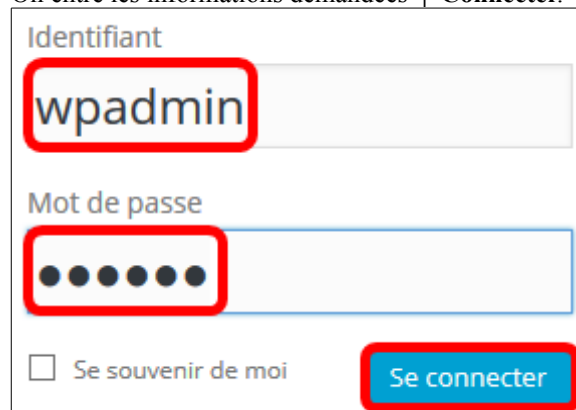 On entre les informations demandées | Connecter.
Identifiant
wpadmin
Mot de passe
●●●●●●
Se souvenir de moi
Se connecter